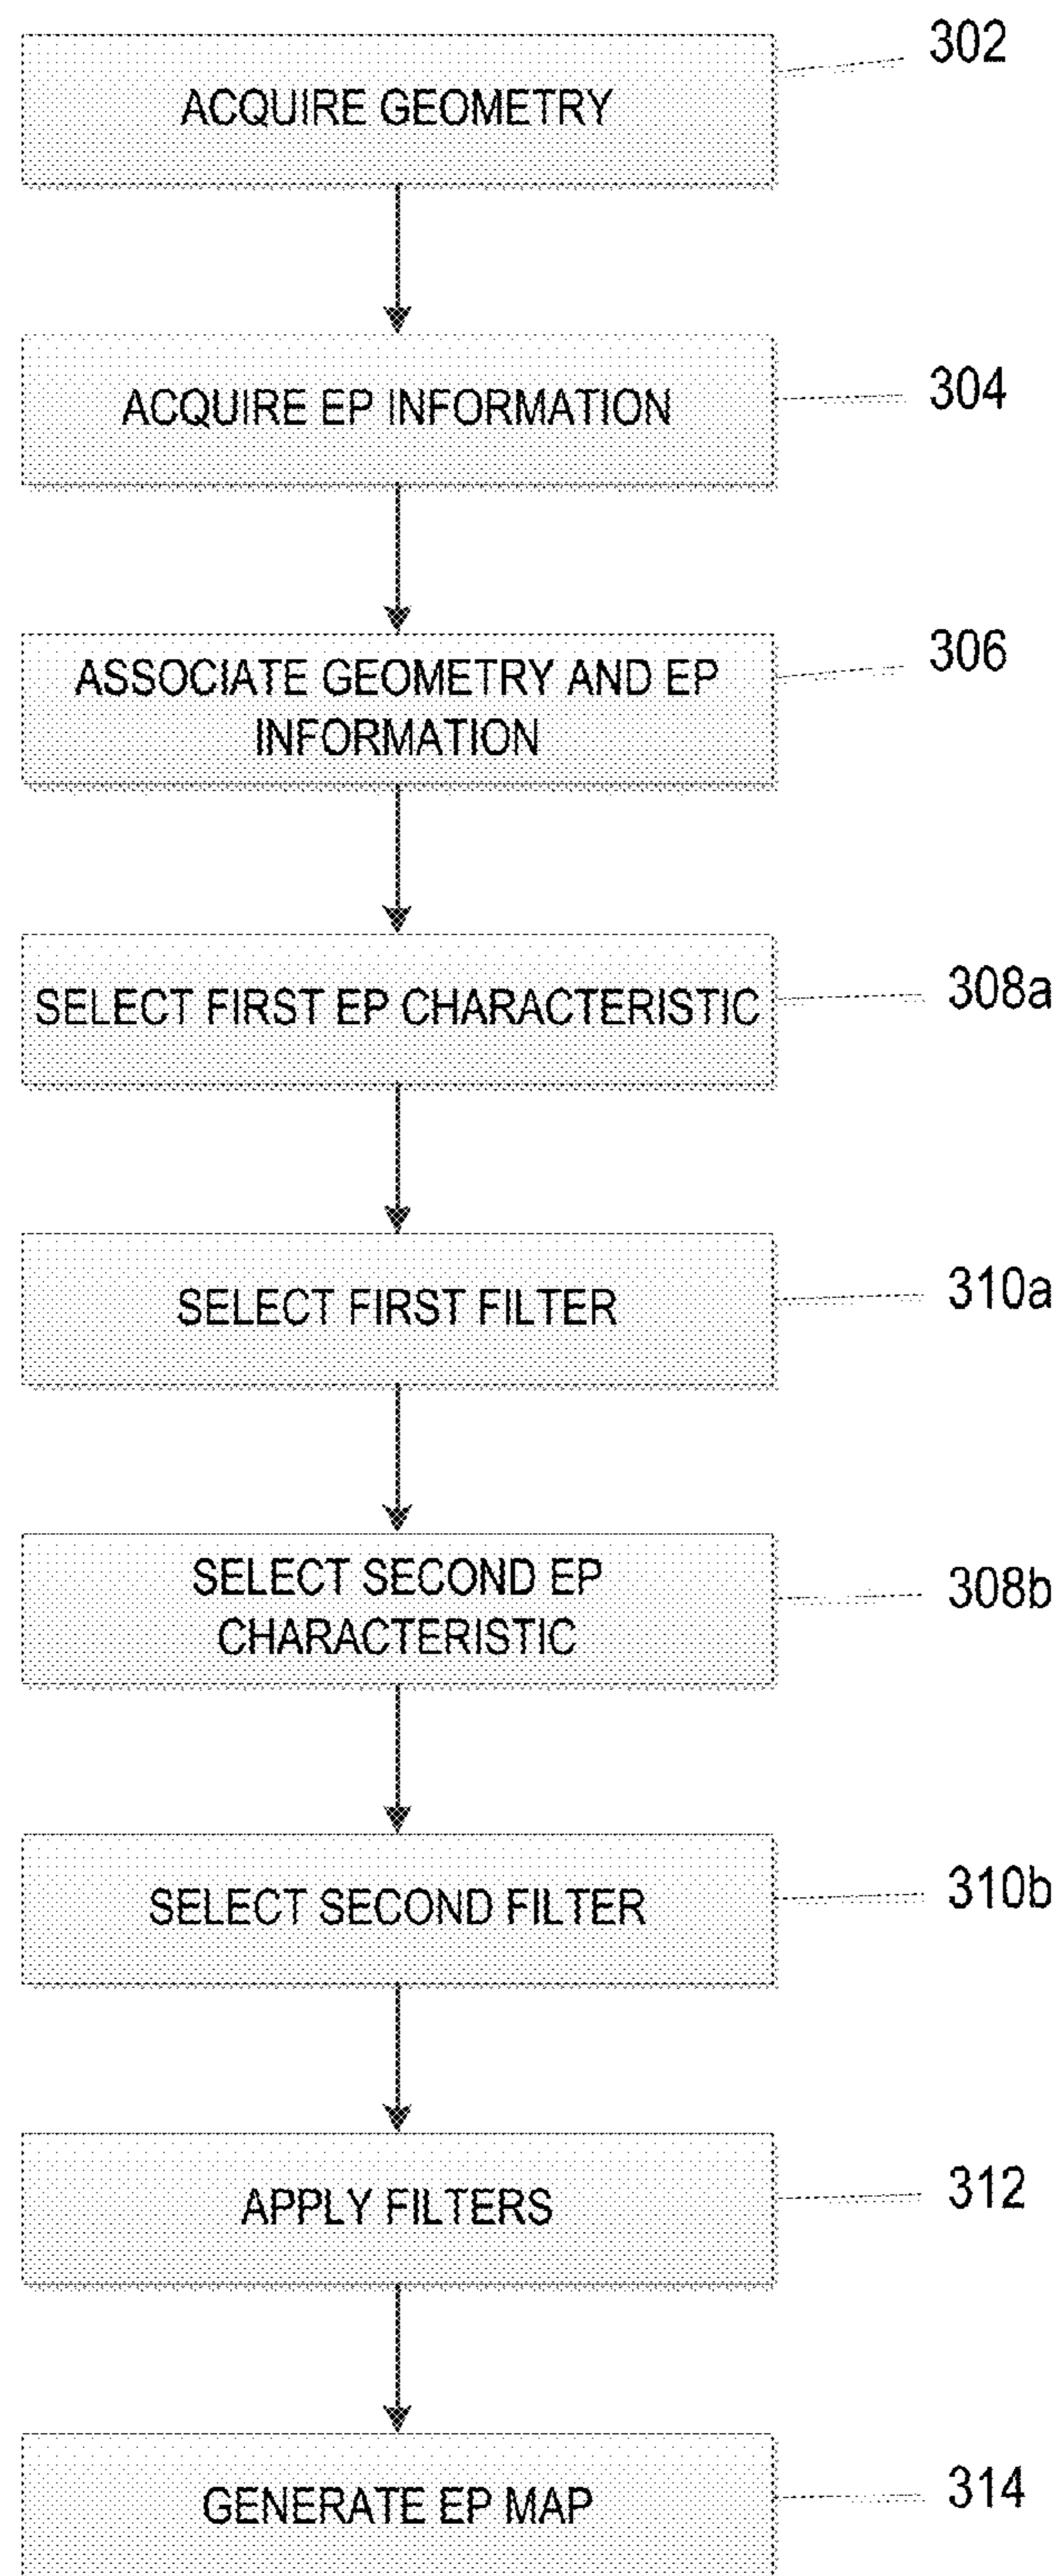 302
ACQUIRE GEOMETRY
304
ACQUIRE EP INFORMATION
306
ASSOCIATE GEOMETRY AND EP
INFORMATION
308a
SELECT FIRST EP CHARACTERISTIC
310a
SELECT FIRST FILTER
308b
SELECT SECOND EP
CHARACTERISTIC
310b
SELECT SECOND FILTER
312
APPLY FILTERS
314
GENERATE EP MAP